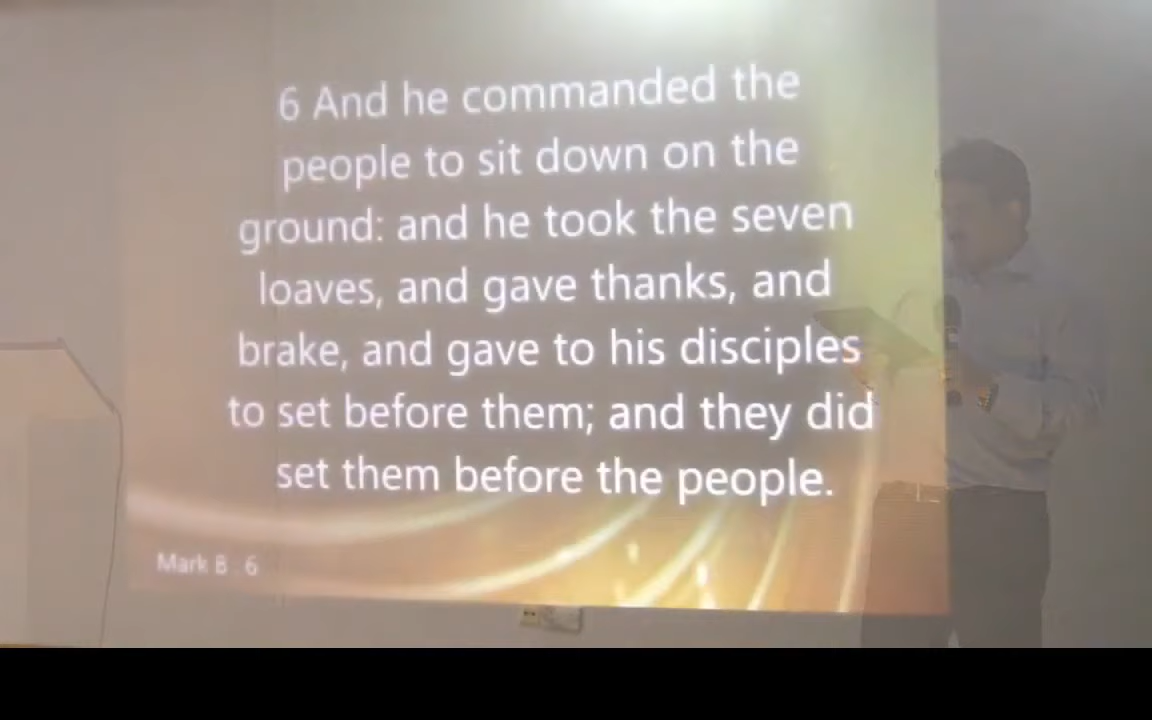 6 And he commanded the
people to sit down on the
ground: and he took the seven
loaves, and gave thanks, and
brake, and gave to his disciples
to set before them; and they did
set them before the people.
Mark 8 6